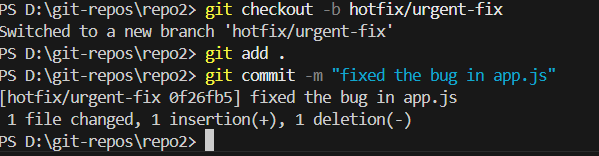 PS D:\git-repos\repo2> git checkout -b hotfix/urgent-fix
Switched to a new branch 'hotfix/urgent-fix'
PS D:\git-repos\repo2> git add .
PS D:\git-repos\repo2> git commit -m "fixed the bug in app.js"
[hotfix/urgent-fix 0f26fb5] fixed the bug in app.js
 1 file changed, 1 insertion(+), 1 deletion(-)
PS D:\git-repos\repo2>